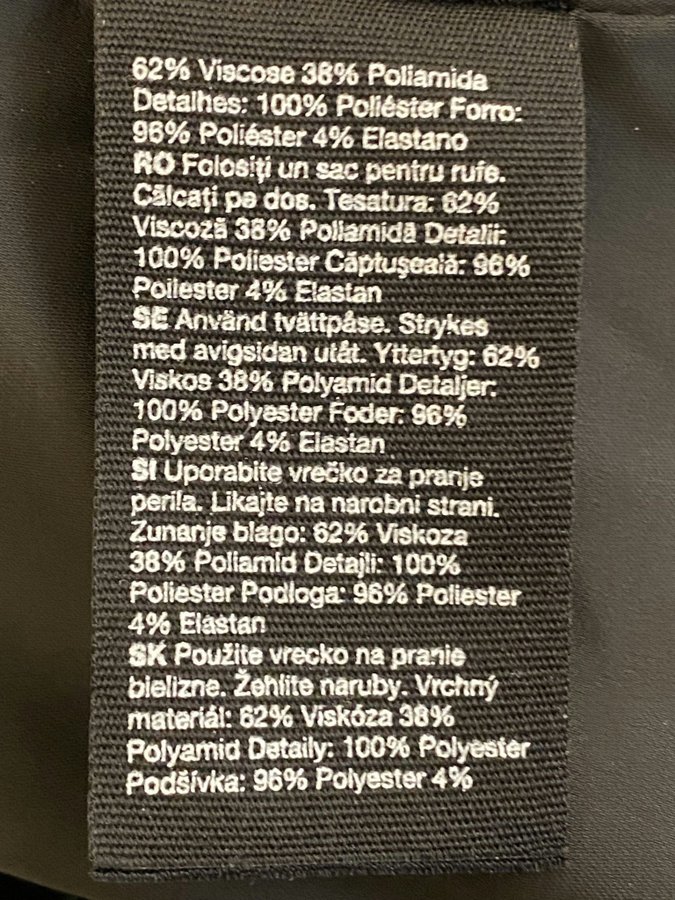 62% Viscose 38% Poliamida
Detalhes: 100% Poliéster Forro:
96% Poliéster 4% Elastano
RO Folosiți un sac pentru rufe.
Călcați pe dos. Tesatura: 62%
Viscoză 38% Poliamidă Detalii:
100% Poliester Căptuşeală: 96%
Poliester 4% Elastan
SE Använd tvättpåse. Strykes
med avigsidan utåt. Yttertyg: 62%
Viskos 38% Polyamid Detaljer:
100% Polyester Foder: 96%
Polyester 4% Elastan
SI Uporabite vrečko za pranje
perila. Likajte na narobni strani.
Zunanje blago: 62% Viskoza
38% Poliamid Detajli: 100%
Poliester Podloga: 96% Poliester
4% Elastan
SK Použite vrecko na pranie
bielizne. Žehlite naruby. Vrchný
materiál: 62% Viskóza 38%
Polyamid Detaily: 100% Polyester
Podšívka: 96% Polyester 4%